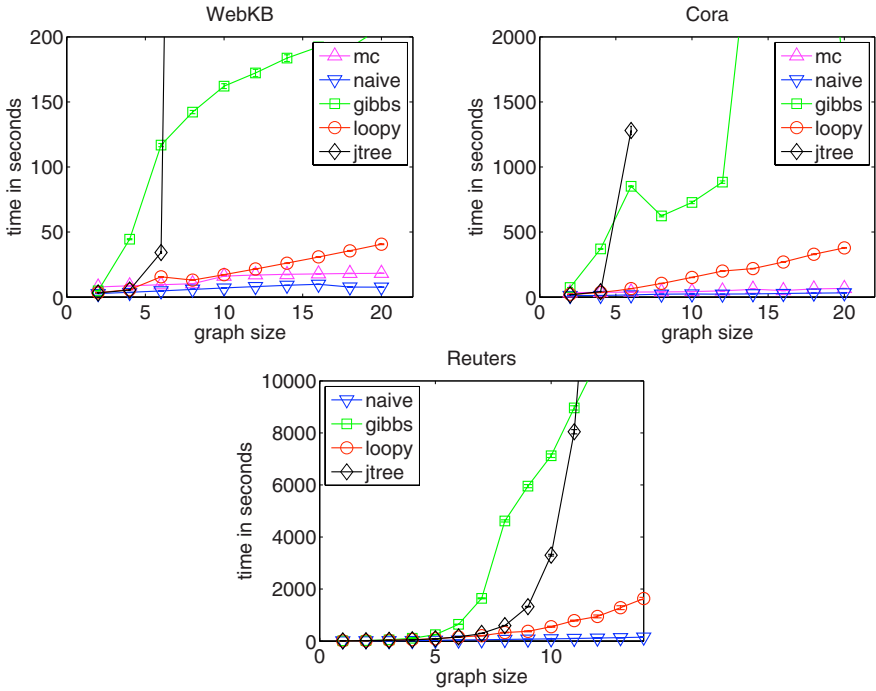 WebKB
200
150
100
50
0
0 5 10 15 20
time in seconds
graph size
mc
naive
gibbs
loopy
jtree
Cora
2000
1500
1000
500
0
0 5 10 15 20
time in seconds
graph size
mc
naive
gibbs
loopy
jtree
Reuters
10000
8000
6000
4000
2000
0
0 5 10
time in seconds
graph size
naive
gibbs
loopy
jtree